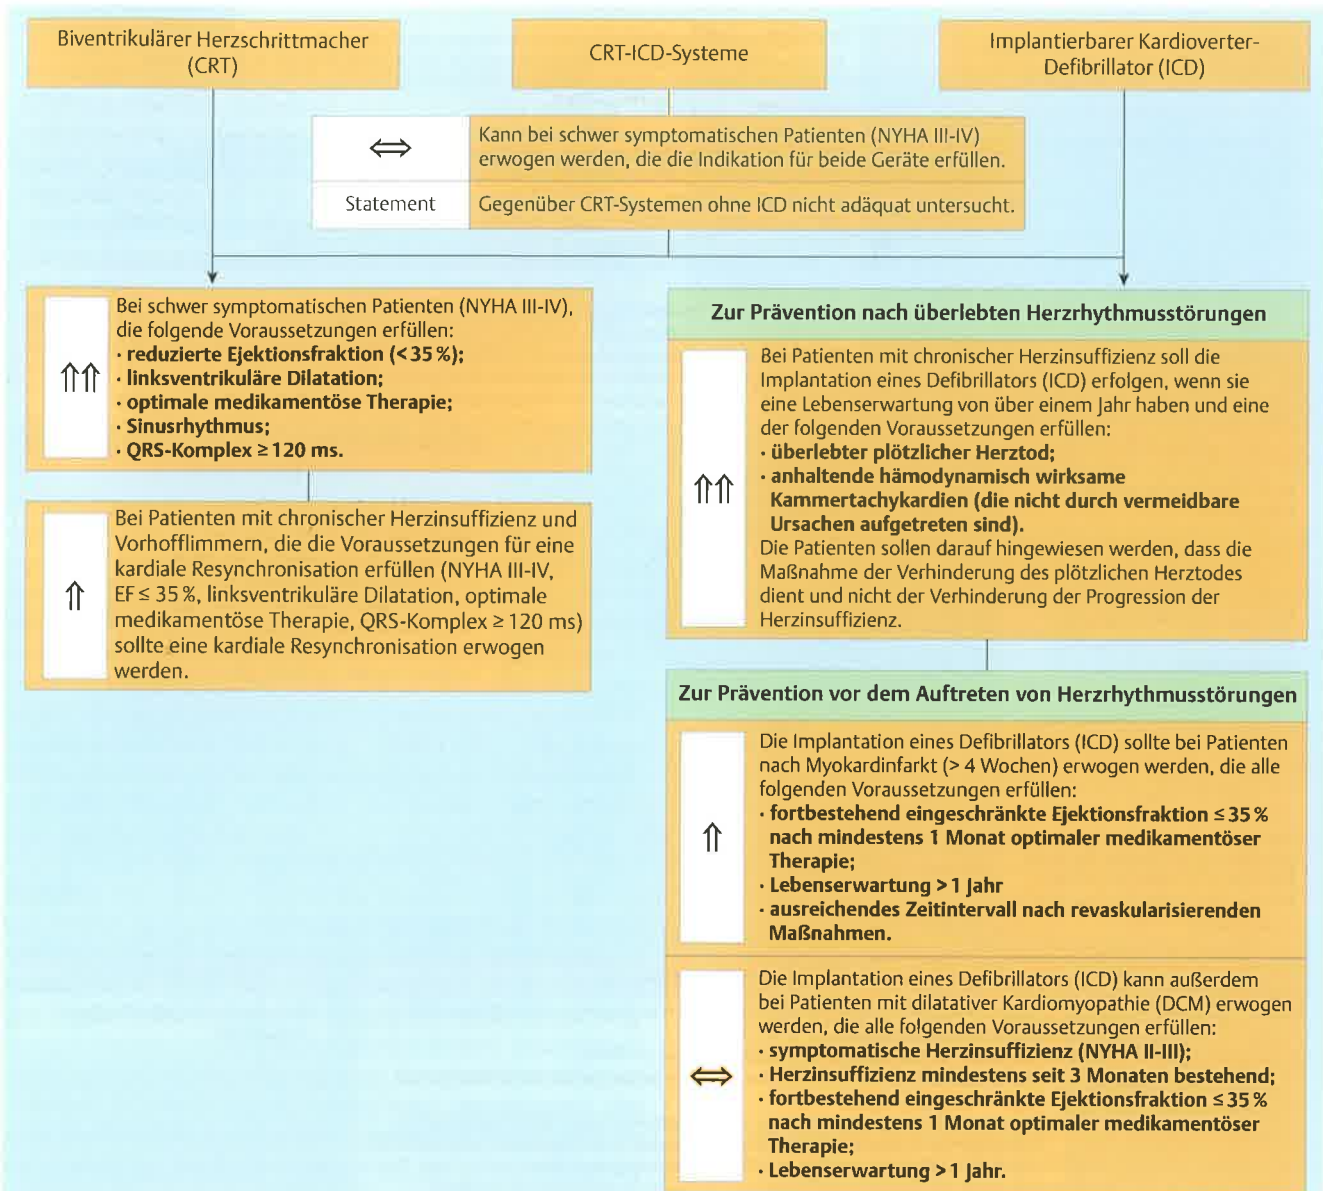 Biventrikulärer Herzschrittmacher
(CRT)
CRT-ICD-Systeme
Implantierbarer Kardioverter-
Defibrillator (ICD)
⇔
Kann bei schwer symptomatischen Patienten (NYHA III-IV)
erwogen werden, die die Indikation für beide Geräte erfüllen.
Statement
Gegenüber CRT-Systemen ohne ICD nicht adäquat untersucht.
⇑⇑
Bei schwer symptomatischen Patienten (NYHA III-IV),
die folgende Voraussetzungen erfüllen:
· reduzierte Ejektionsfraktion (< 35 %);
· linksventrikuläre Dilatation;
· optimale medikamentöse Therapie;
· Sinusrhythmus;
· QRS-Komplex ≥ 120 ms.
⇑
Bei Patienten mit chronischer Herzinsuffizienz und
Vorhofflimmern, die die Voraussetzungen für eine
kardiale Resynchronisation erfüllen (NYHA III-IV,
EF ≤ 35 %, linksventrikuläre Dilatation, optimale
medikamentöse Therapie, QRS-Komplex ≥ 120 ms)
sollte eine kardiale Resynchronisation erwogen
werden.
Zur Prävention nach überlebten Herzrhythmusstörungen
⇑⇑
Bei Patienten mit chronischer Herzinsuffizienz soll die
Implantation eines Defibrillators (ICD) erfolgen, wenn sie
eine Lebenserwartung von über einem Jahr haben und eine
der folgenden Voraussetzungen erfüllen:
· überlebter plötzlicher Herztod;
· anhaltende hämodynamisch wirksame
Kammertachykardien (die nicht durch vermeidbare
Ursachen aufgetreten sind).
Die Patienten sollen darauf hingewiesen werden, dass die
Maßnahme der Verhinderung des plötzlichen Herztodes
dient und nicht der Verhinderung der Progression der
Herzinsuffizienz.
Zur Prävention vor dem Auftreten von Herzrhythmusstörungen
⇑
Die Implantation eines Defibrillators (ICD) sollte bei Patienten
nach Myokardinfarkt (> 4 Wochen) erwogen werden, die alle
folgenden Voraussetzungen erfüllen:
· fortbestehend eingeschränkte Ejektionsfraktion ≤ 35 %
nach mindestens 1 Monat optimaler medikamentöser
Therapie;
· Lebenserwartung > 1 Jahr
· ausreichendes Zeitintervall nach revaskularisierenden
Maßnahmen.
⇔
Die Implantation eines Defibrillators (ICD) kann außerdem
bei Patienten mit dilatativer Kardiomyopathie (DCM) erwogen
werden, die alle folgenden Voraussetzungen erfüllen:
· symptomatische Herzinsuffizienz (NYHA II-III);
· Herzinsuffizienz mindestens seit 3 Monaten bestehend;
· fortbestehend eingeschränkte Ejektionsfraktion ≤ 35 %
nach mindestens 1 Monat optimaler medikamentöser
Therapie;
· Lebenserwartung > 1 Jahr.